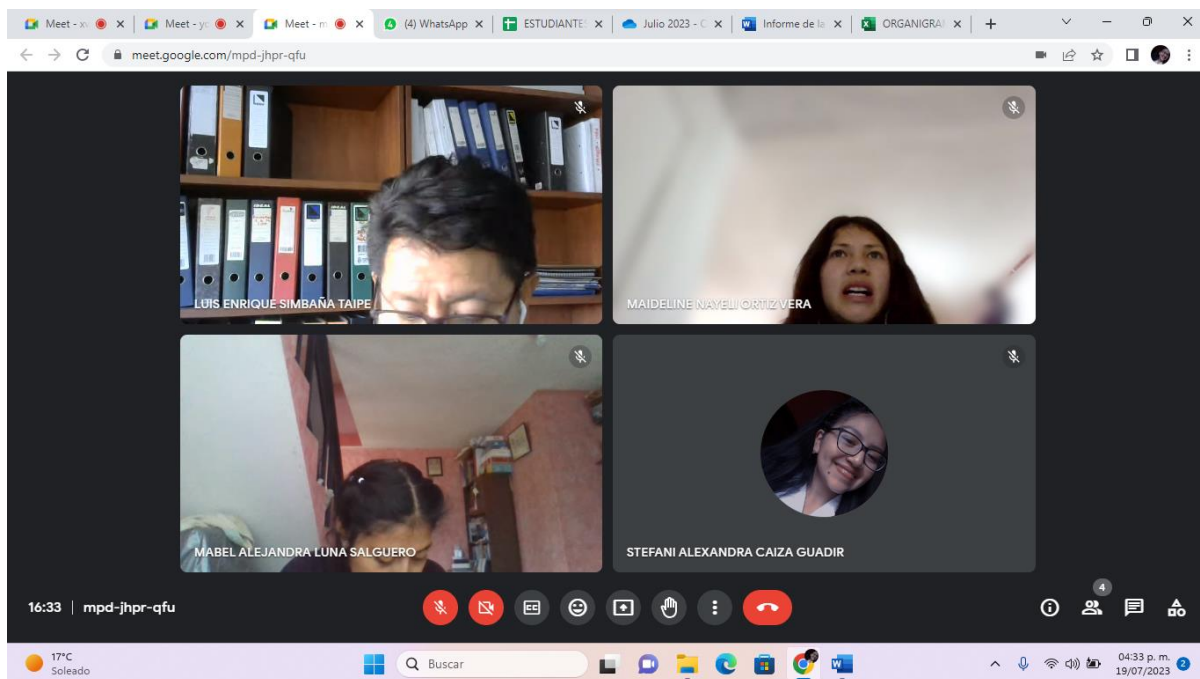 Meet - xv
Meet - yc
Meet - m
(4) WhatsApp
ESTUDIANTE
Julio 2023 - C
Informe de la
ORGANIGRA
meet.google.com/mpd-jhpr-qfu
LUIS ENRIQUE SIMBAÑA TAIPE
MAIDELINE NAYELI ORTIZ VERA
MABEL ALEJANDRA LUNA SALGUERO
STEFANI ALEXANDRA CAIZA GUADIR
16:33 | mpd-jhpr-qfu
4
17°C
Soleado
Buscar
04:33 p. m.
19/07/2023
2